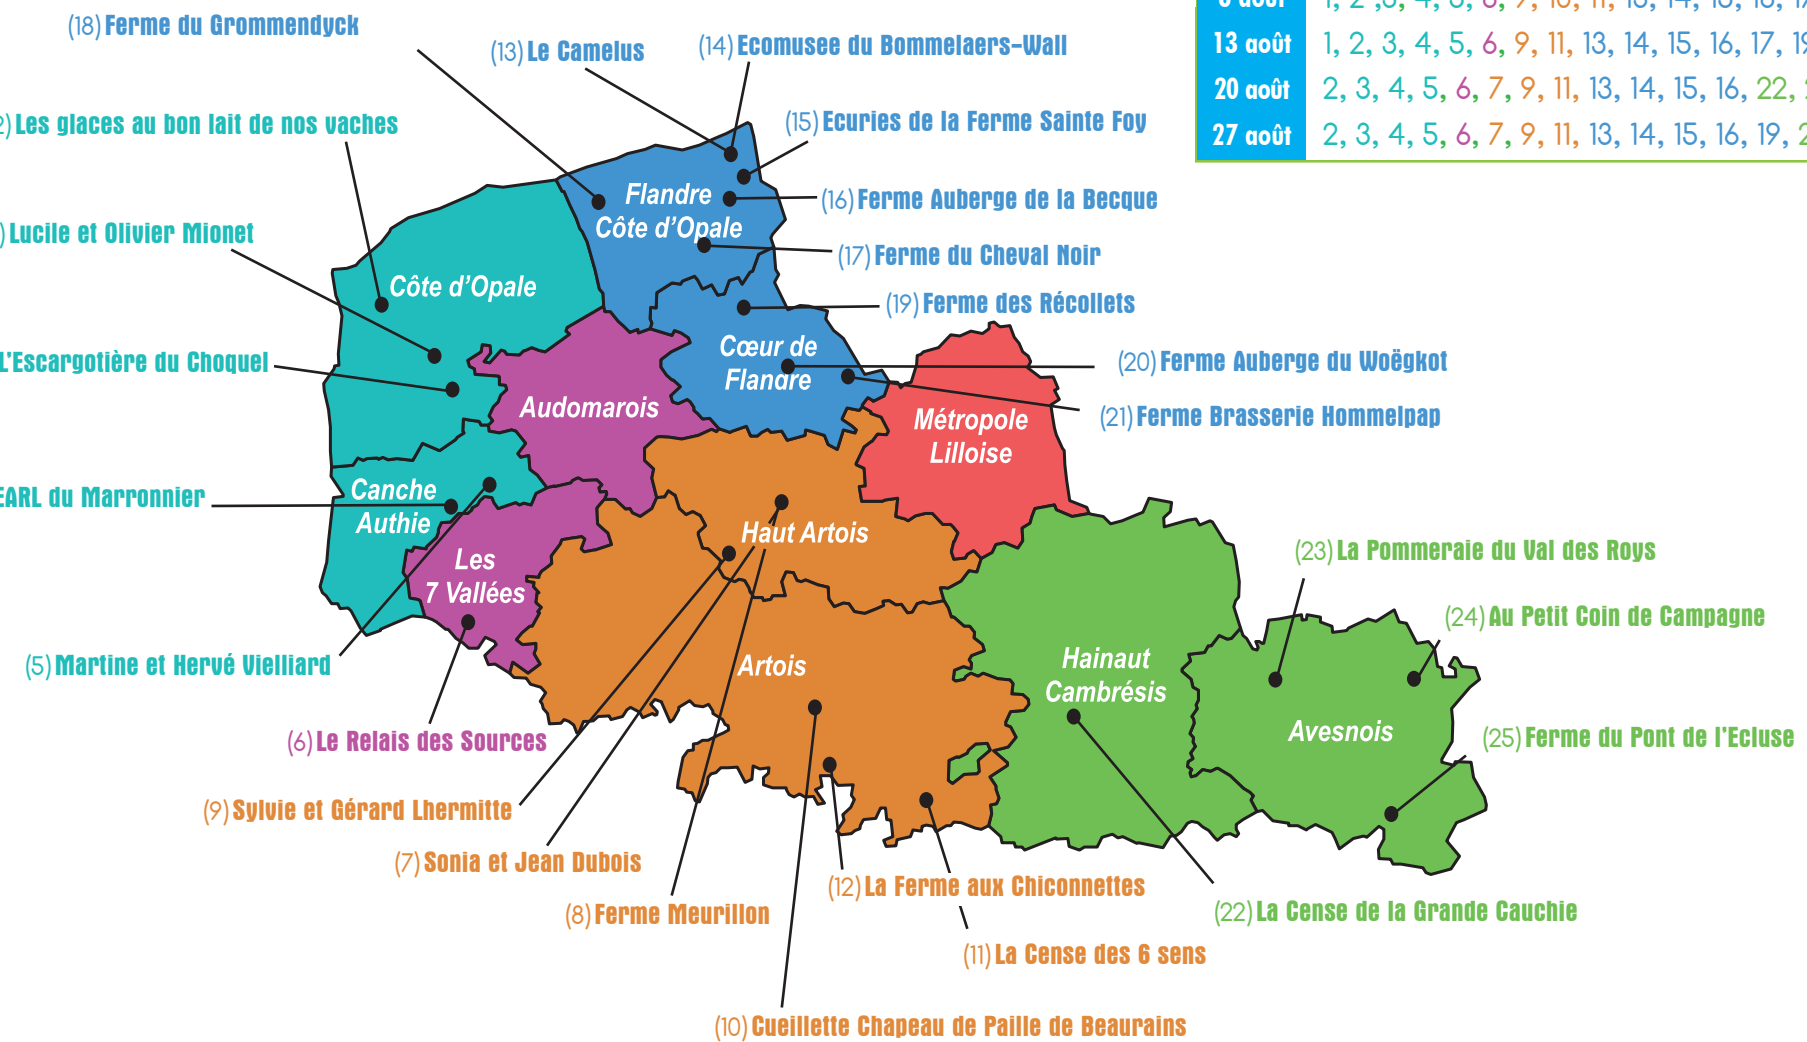 (18) Ferme du Grommendyck
(13) Le Camelus
(14) Ecomusee du Bommelaers-Wall
13 août 1, 2, 3, 4, 5, 6, 9, 11, 13, 14, 15, 16, 17, 19
20 août 2, 3, 4, 5, 6, 7, 9, 11, 13, 14, 15, 16, 22,
27 août 2, 3, 4, 5, 6, 7, 9, 11, 13, 14, 15, 16, 19,
2) Les glaces au bon lait de nos vaches
(15) Ecuries de la Ferme Sainte Foy
(16) Ferme Auberge de la Becque
) Lucile et Olivier Mionet
(17) Ferme du Cheval Noir
(19) Ferme des Récollets
L'Escargotière du Choquel
(20) Ferme Auberge du Woëgkot
(21) Ferme Brasserie Hommelpap
EARL du Marronnier
Flandre
Côte d'Opale
Côte d'Opale
Cœur de
Flandre
Audomarois
Métropole
Lilloise
Canche
Authie
Haut Artois
Les
7 Vallées
Artois
Hainaut
Cambrésis
Avesnois
(23) La Pommeraie du Val des Roys
(24) Au Petit Coin de Campagne
(5) Martine et Hervé Vielliard
(25) Ferme du Pont de l'Ecluse
(6) Le Relais des Sources
(9) Sylvie et Gérard Lhermitte
(7) Sonia et Jean Dubois
(12) La Ferme aux Chiconnettes
(8) Ferme Meurillon
(22) La Cense de la Grande Cauchie
(11) La Cense des 6 sens
(10) Cueillette Chapeau de Paille de Beaurains